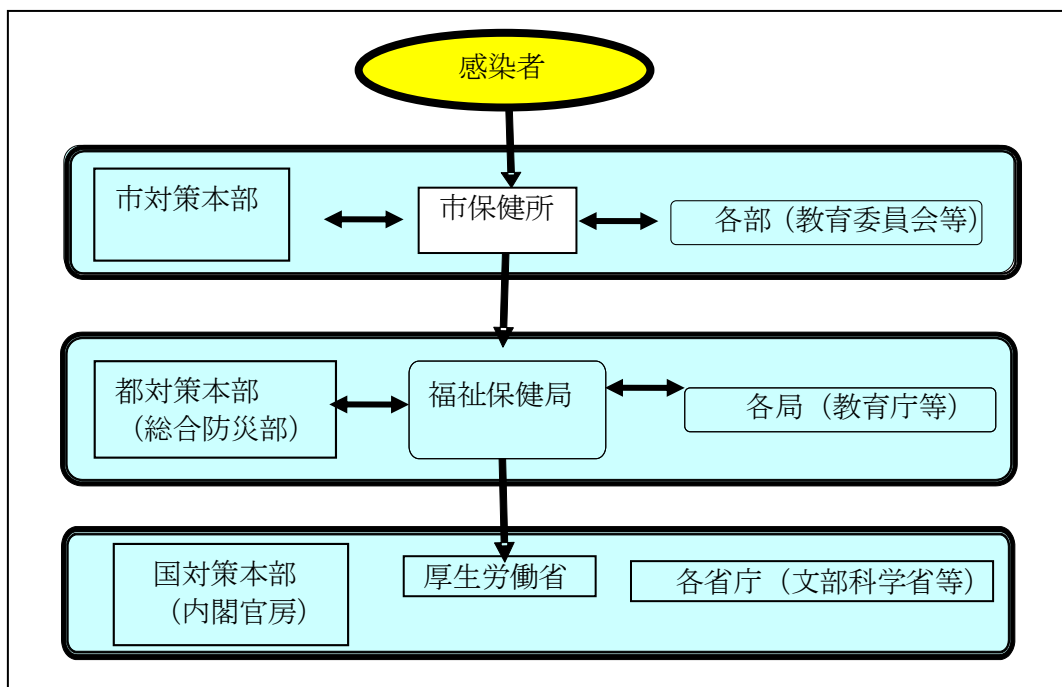 感染者
市対策本部
市保健所
各部（教育委員会等）
都対策本部
（総合防災部）
福祉保健局
各局（教育庁等）
国対策本部
（内閣官房）
厚生労働省
各省庁（文部科学省等）